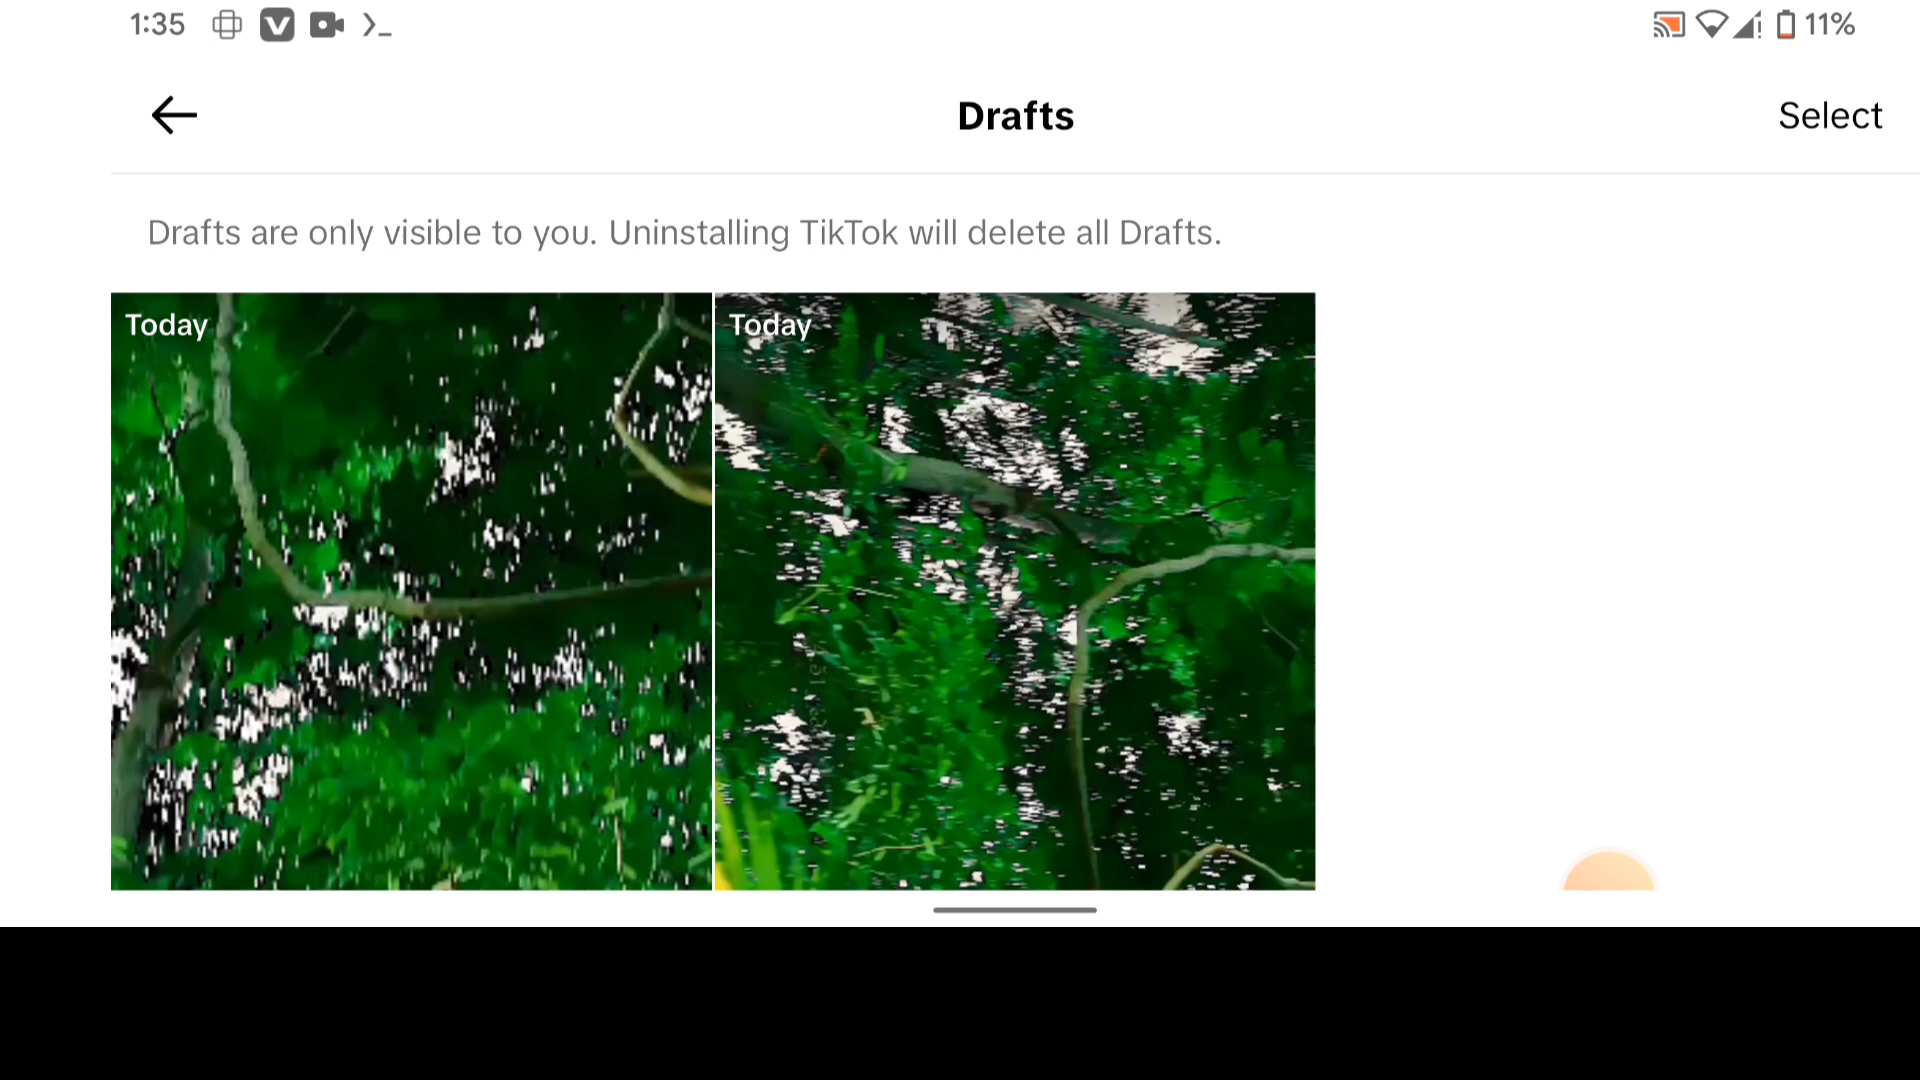 1:35 11%
Drafts Select
Drafts are only visible to you. Uninstalling TikTok will delete all Drafts.
Today Today